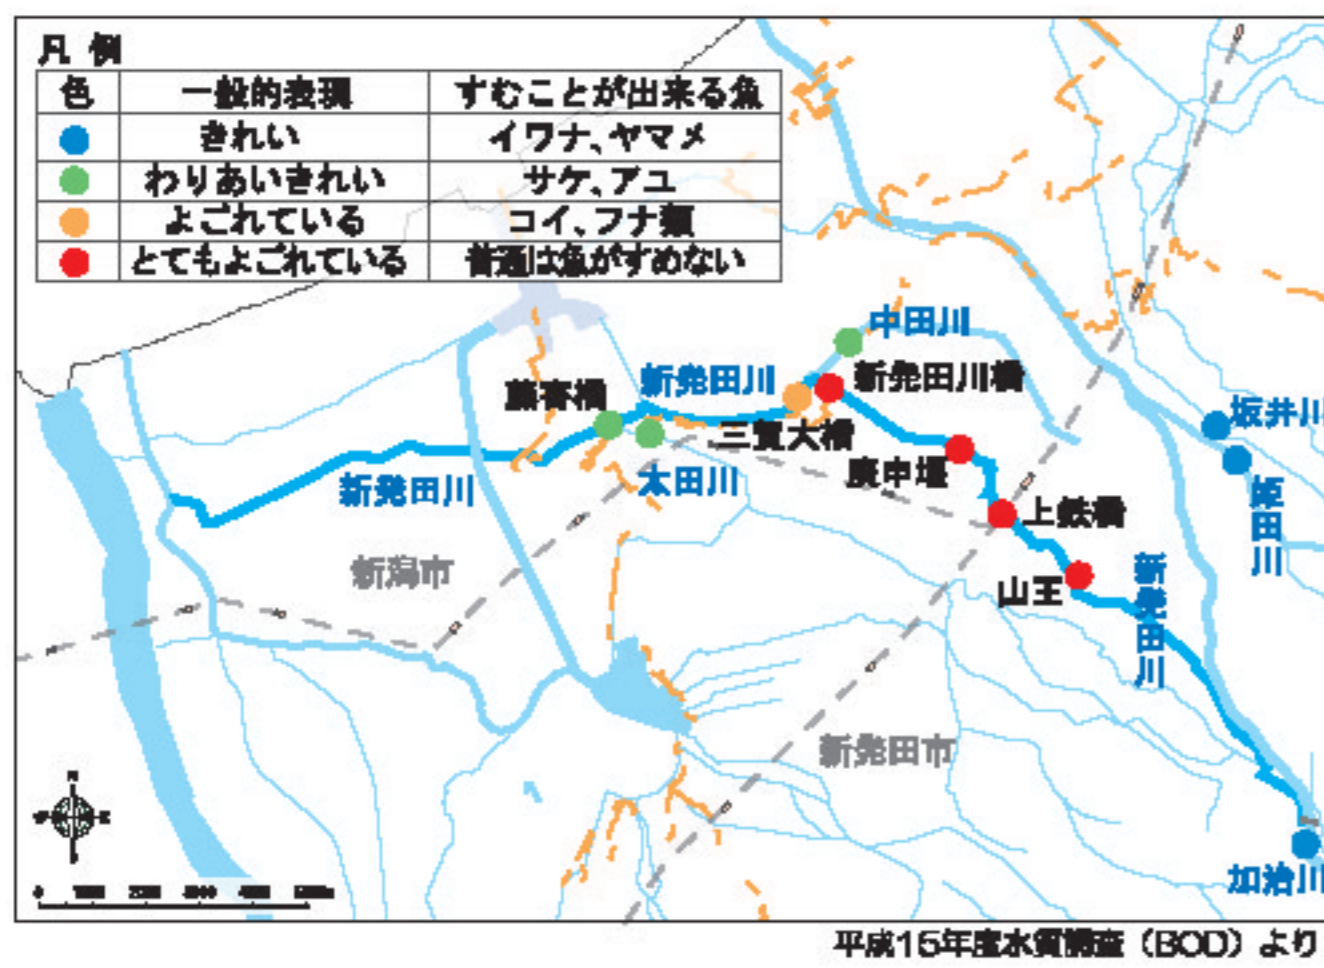 凡 例
色 一般的表現 すむことが出来る魚
きれい イワナ、ヤマメ
わりあいきれい サケ、アユ
よごれている コイ、フナ類
とてもよごれている 普通は魚がすめない
中田川
新発田川
新発田川橋
藤寄橋
坂井川
三賀大橋
太田川
庚申堰
新発田川
姫田川
上鉄橋
新潟市
山王
新発田川
新発田市
加治川
N
0
平成15年度水質調査（BOD）より